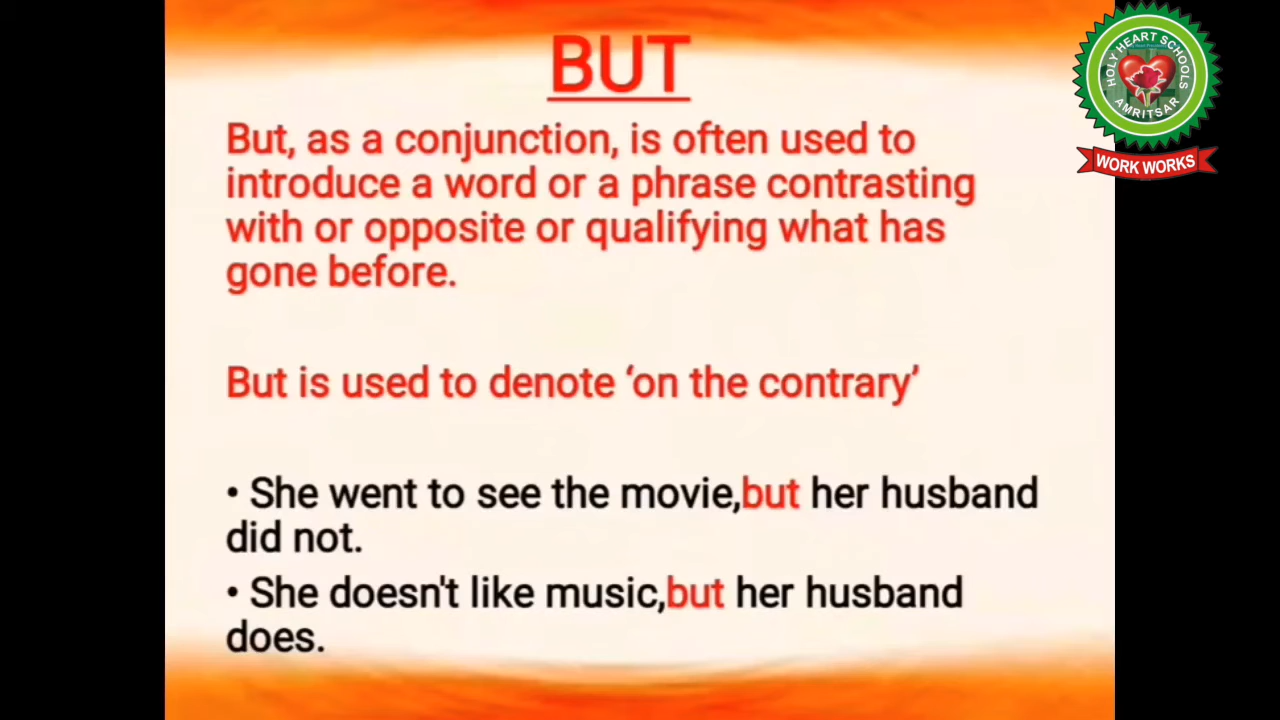 BUT
But, as a conjunction, is often used to
introduce a word or a phrase contrasting
with or opposite or qualifying what has
gone before.
But is used to denote ‘on the contrary’
• She went to see the movie,but her husband
did not.
• She doesn't like music,but her husband
does.
HOLY HEART SCHOOLS
AMRITSAR
WORK WORKS